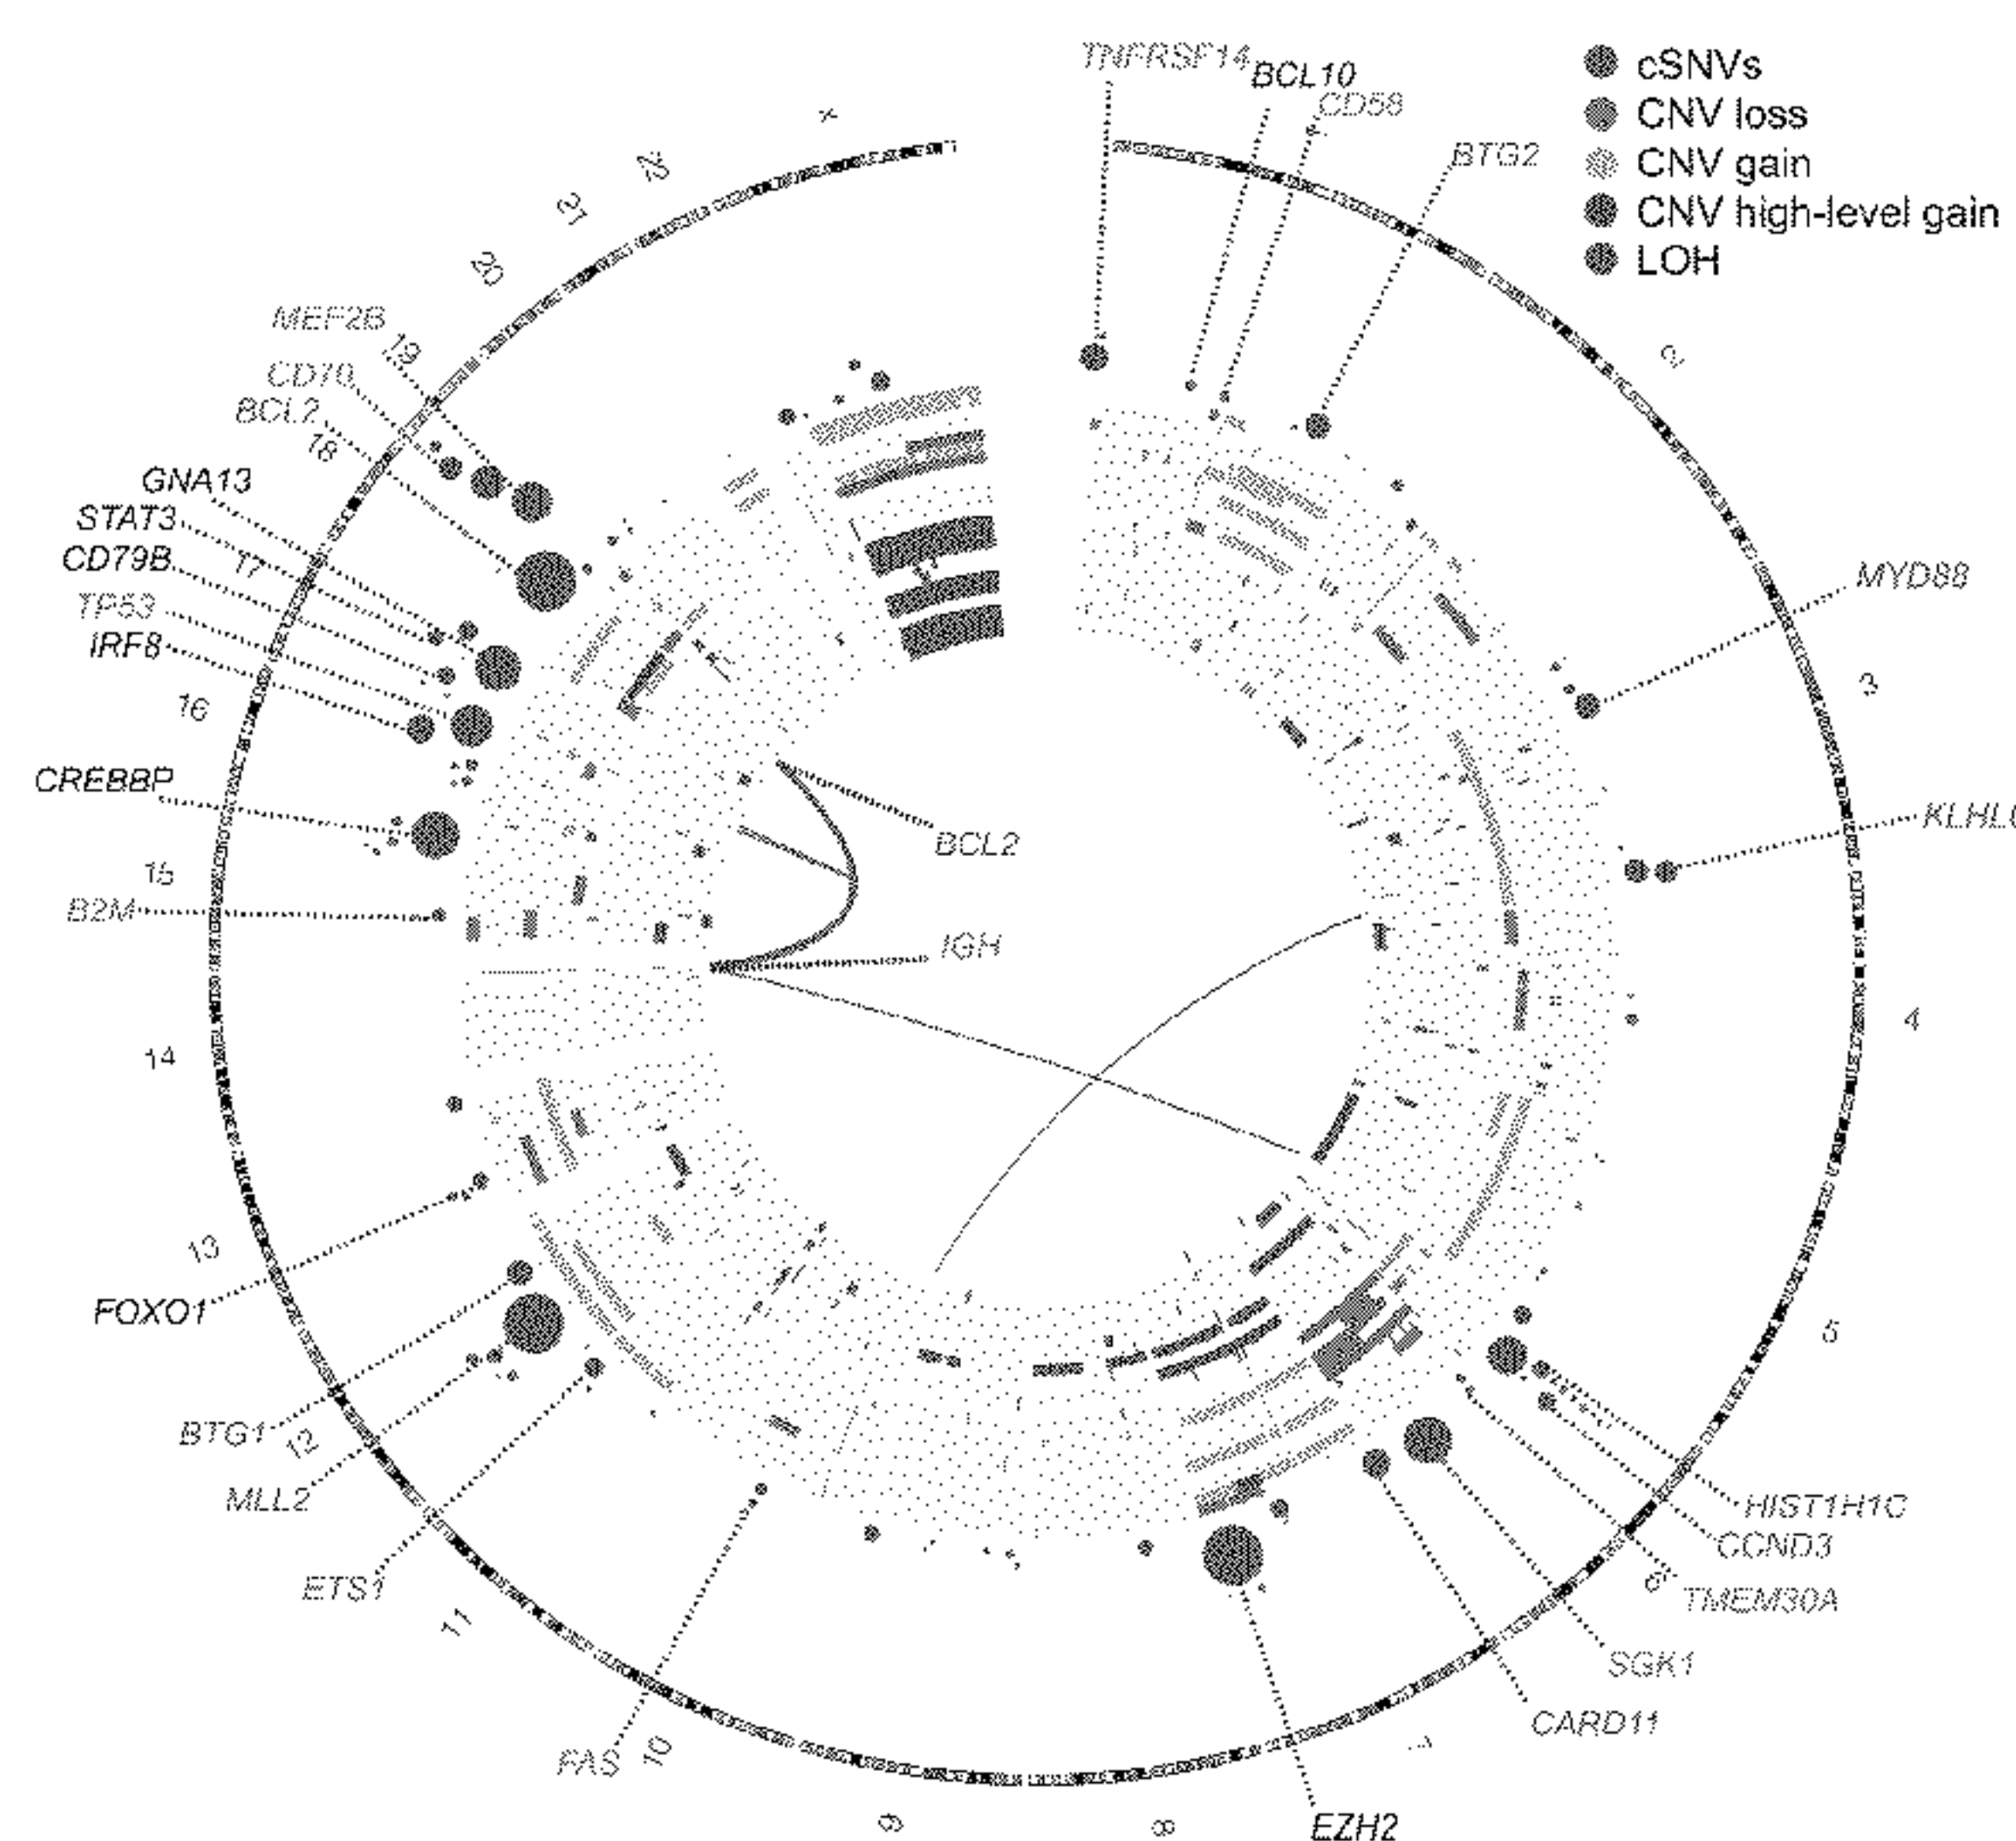 TNFRSF14
BCL10
CD58
BTG2
cSNVs
CNV loss
CNV gain
CNV high-level gain
LOH
X
22
21
20
19
18
17
16
15
14
13
12
11
10
9
8
7
6
5
4
3
2
MEF2B
CD70
BCL2
GNA13
STAT3
CD79B
TP53
IRF8
CREBBP
B2M
FOXO1
BTG1
MLL2
ETS1
FAS
EZH2
CARD11
SGK1
TMEM30A
CCND3
HIST1H1C
MYD88
BCL2
IGH